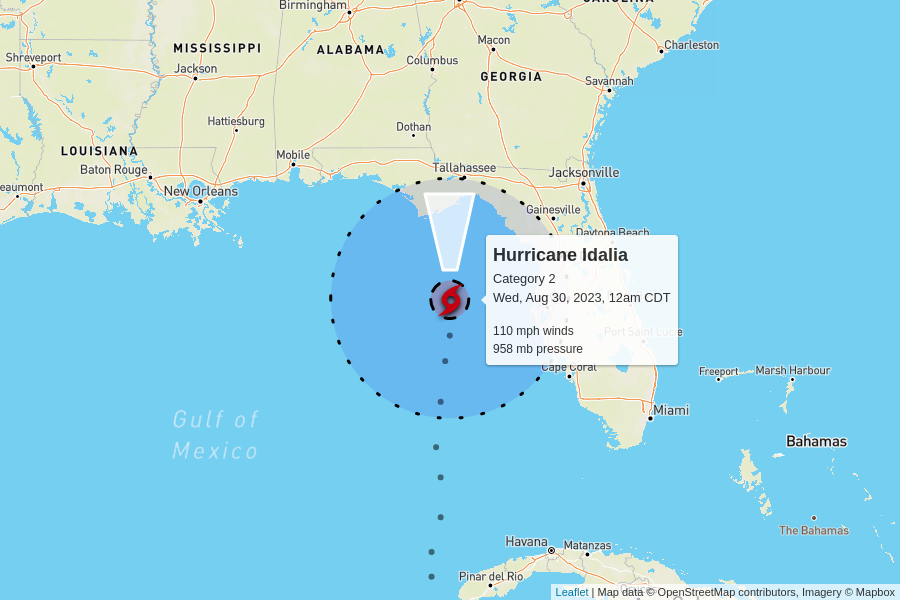 Birmingham
CAROLINA
Macon
Charleston
MISSISSIPPI
ALABAMA
Shreveport
Jackson
Columbus
GEORGIA
Savannah
Hattiesburg
Dothan
LOUISIANA
Mobile
Baton Rouge
Tallahassee
Jacksonville
eaumont
New Orleans
Gainesville
Daytona Beach
Hurricane Idalia
Category 2
Wed, Aug 30, 2023, 12am CDT
110 mph winds
958 mb pressure
Port Saint Lucie
Cape Coral
Freeport
Marsh Harbour
Miami
Gulf of
Mexico
Bahamas
The Bahamas
Havana
Matanzas
Pinar del Rio
Leaflet | Map data © OpenStreetMap contributors, Imagery © Mapbox